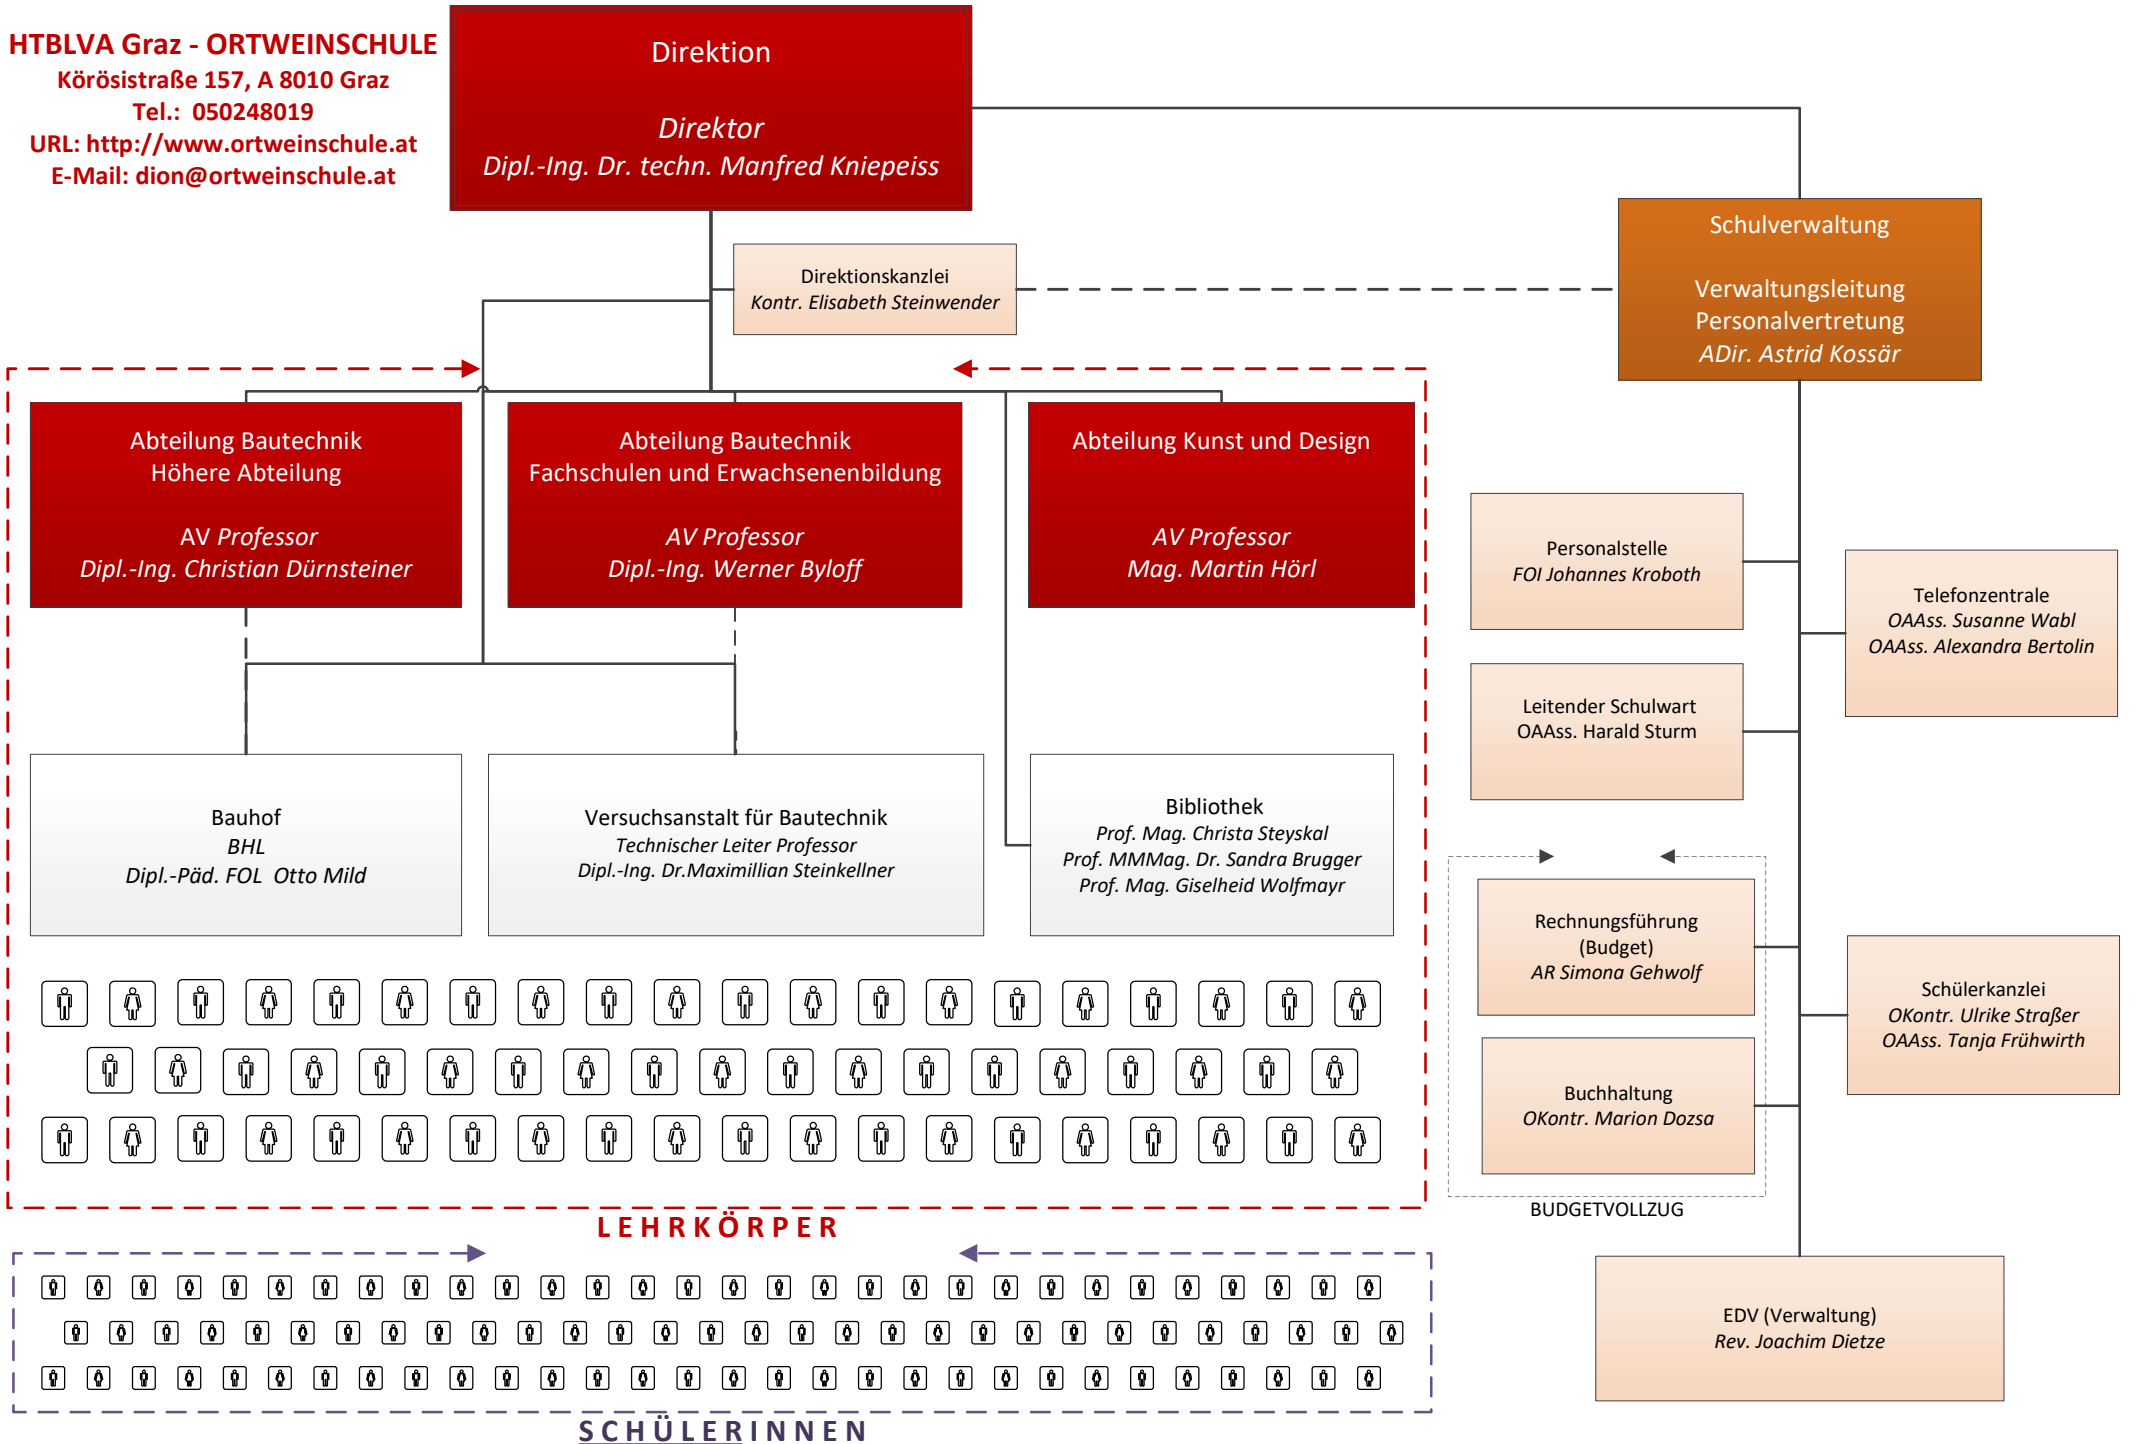 HTBLVA Graz - ORTWEINSCHULE
Körösistraße 157, A 8010 Graz
Tel.: 050248019
URL: http://www.ortweinschule.at
E-Mail: dion@ortweinschule.at
Direktion
Direktor
Dipl.-Ing. Dr. techn. Manfred Kniepeiss
Schulverwaltung
Verwaltungsleitung
Personalvertretung
ADir. Astrid Kossär
Direktionskanzlei
Kontr. Elisabeth Steinwender
Abteilung Bautechnik
Höhere Abteilung
AV Professor
Dipl.-Ing. Christian Dürnsteiner
Abteilung Bautechnik
Fachschulen und Erwachsenenbildung
AV Professor
Dipl.-Ing. Werner Byloff
Abteilung Kunst und Design
AV Professor
Mag. Martin Hörl
Personalstelle
FOI Johannes Kroboth
Telefonzentrale
OAAss. Susanne Wabl
OAAss. Alexandra Bertolin
Leitender Schulwart
OAAss. Harald Sturm
Bauhof
BHL
Dipl.-Päd. FOL Otto Mild
Versuchsanstalt für Bautechnik
Technischer Leiter Professor
Dipl.-Ing. Dr.Maximillian Steinkellner
Bibliothek
Prof. Mag. Christa Steyskal
Prof. MMMag. Dr. Sandra Brugger
Prof. Mag. Giselheid Wolfmayr
Rechnungsführung
(Budget)
AR Simona Gehwolf
Schülerkanzlei
OKontr. Ulrike Straßer
OAAss. Tanja Frühwirth
Buchhaltung
OKontr. Marion Dozsa
BUDGETVOLLZUG
LEHRKÖRPER
EDV (Verwaltung)
Rev. Joachim Dietze
SCHÜLERINNEN